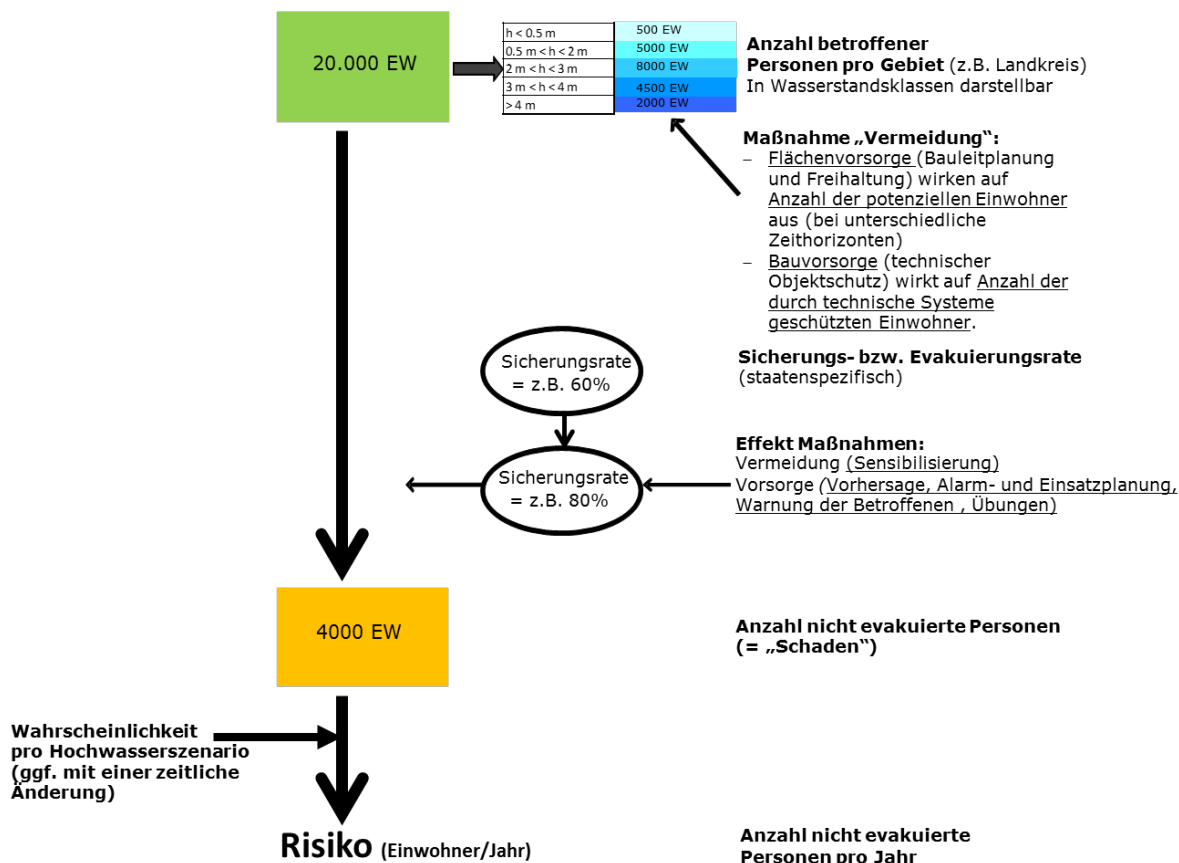 20.000 EW
h < 0.5 m 500 EW
0.5 m < h < 2 m 5000 EW
2 m < h < 3 m 8000 EW
3 m < h < 4 m 4500 EW
> 4 m 2000 EW
Anzahl betroffener
Personen pro Gebiet (z.B. Landkreis)
In Wasserstandsklassen darstellbar
Maßnahme „Vermeidung“:
– Flächenvorsorge (Bauleitplanung
und Freihaltung) wirken auf
Anzahl der potenziellen Einwohner
aus (bei unterschiedliche
Zeithorizonten)
– Bauvorsorge (technischer
Objektschutz) wirkt auf Anzahl der
durch technische Systeme
geschützten Einwohner.
Sicherungsrate
= z.B. 60%
Sicherungs- bzw. Evakuierungsrate
(staatenspezifisch)
Sicherungsrate
= z.B. 80%
Effekt Maßnahmen:
Vermeidung (Sensibilisierung)
Vorsorge (Vorhersage, Alarm- und Einsatzplanung,
Warnung der Betroffenen , Übungen)
4000 EW
Anzahl nicht evakuierte Personen
(= „Schaden“)
Wahrscheinlichkeit
pro Hochwasserszenario
(ggf. mit einer zeitliche
Änderung)
Risiko (Einwohner/Jahr)
Anzahl nicht evakuierte
Personen pro Jahr